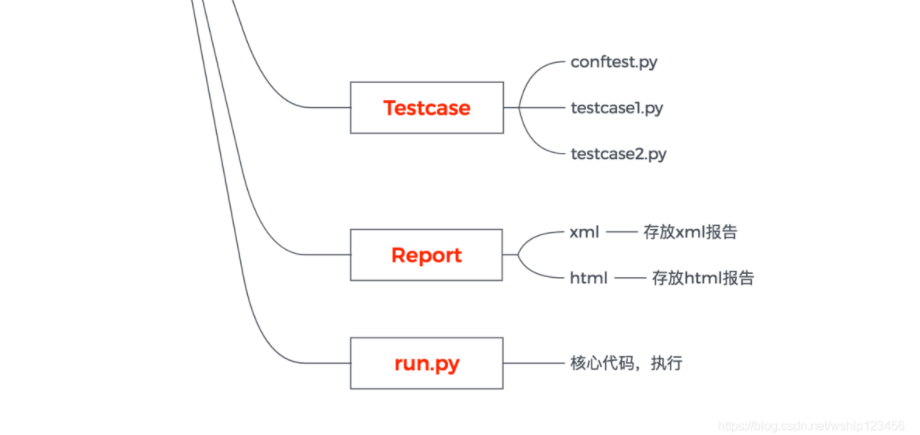 conftest.py
Testcase
testcase1.py
testcase2.py
xml 存放xml报告
Report
html 存放html报告
run.py 核心代码，执行
https://blog.csdn.net/wship123456